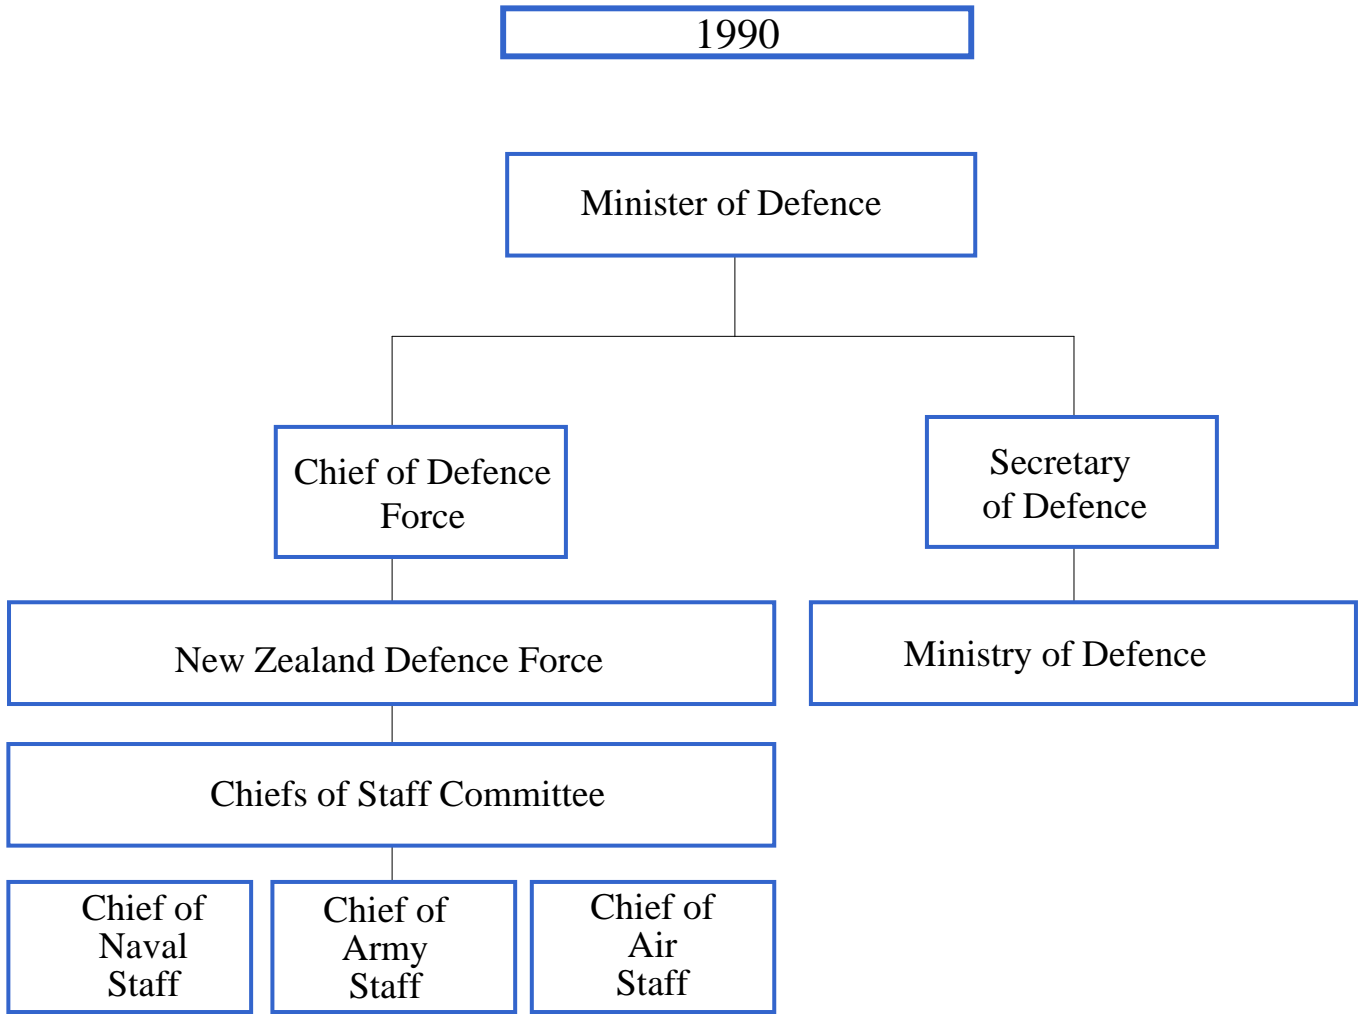 1990
Minister of Defence
Chief of Defence
Force
Secretary
of Defence
New Zealand Defence Force
Ministry of Defence
Chiefs of Staff Committee
Chief of
Naval
Staff
Chief of
Army
Staff
Chief of
Air
Staff